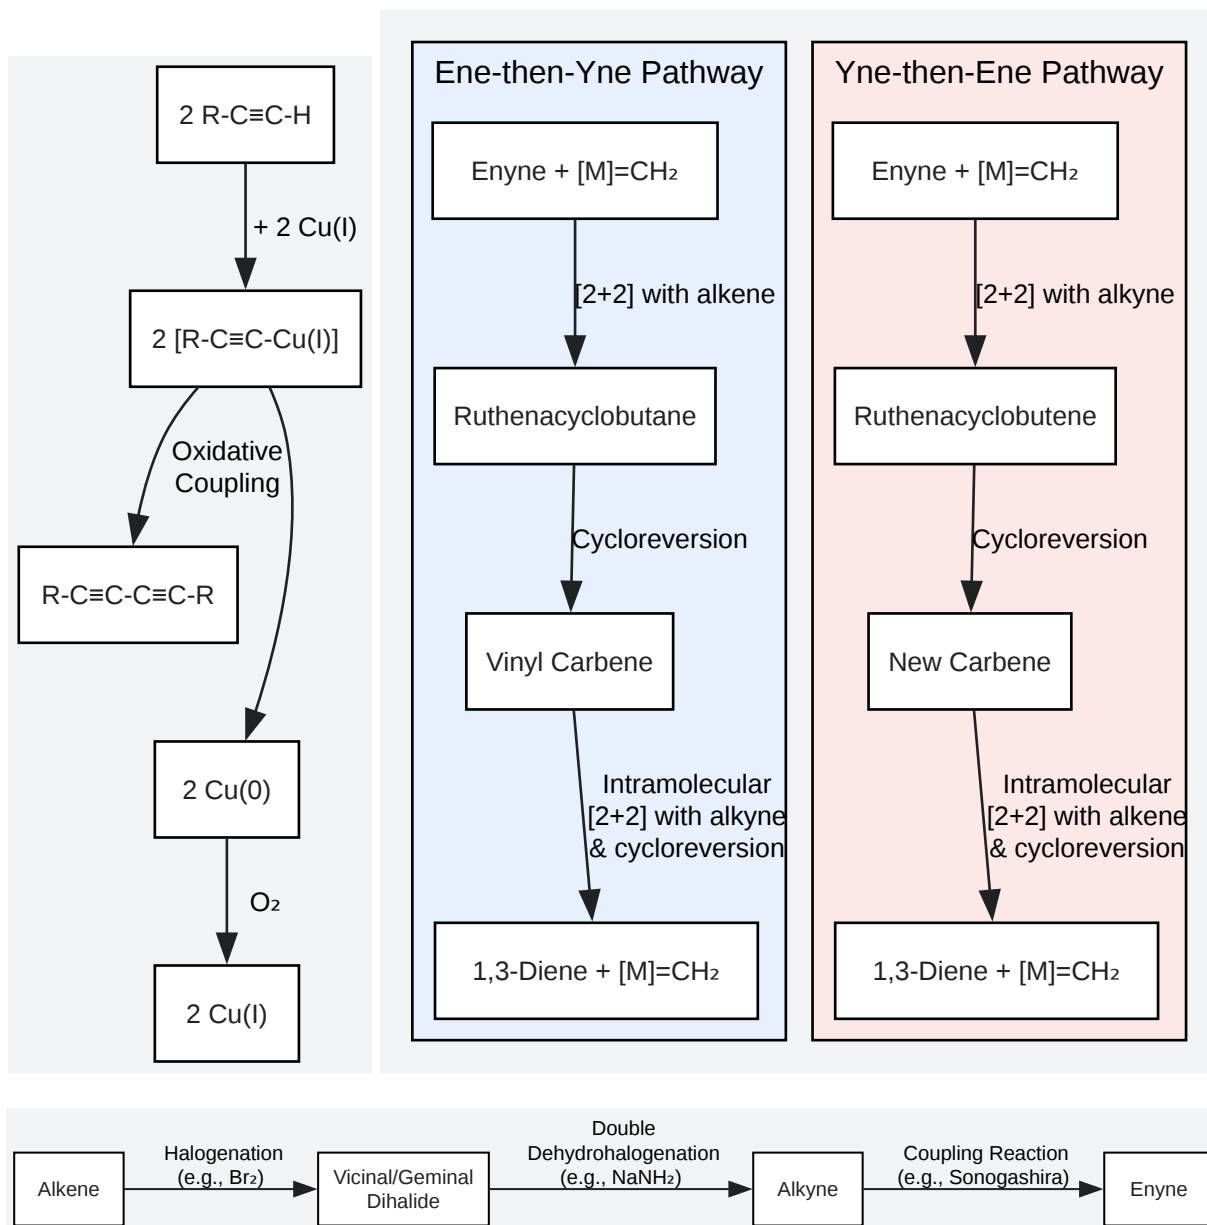 2 R-C≡C-H
+ 2 Cu(I)
2 [R-C≡C-Cu(I)]
Oxidative
Coupling
R-C≡C-C≡C-R
2 Cu(0)
O₂
2 Cu(I)
Ene-then-Yne Pathway
Enyne + [M]=CH₂
[2+2] with alkene
Ruthenacyclobutane
Cycloreversion
Vinyl Carbene
Intramolecular
[2+2] with alkyne
& cycloreversion
1,3-Diene + [M]=CH₂
Yne-then-Ene Pathway
Enyne + [M]=CH₂
[2+2] with alkyne
Ruthenacyclobutene
Cycloreversion
New Carbene
Intramolecular
[2+2] with alkene
& cycloreversion
1,3-Diene + [M]=CH₂
Alkene
Halogenation
(e.g., Br₂)
Vicinal/Geminal
Dihalide
Double
Dehydrohalogenation
(e.g., NaNH₂)
Alkyne
Coupling Reaction
(e.g., Sonogashira)
Enyne